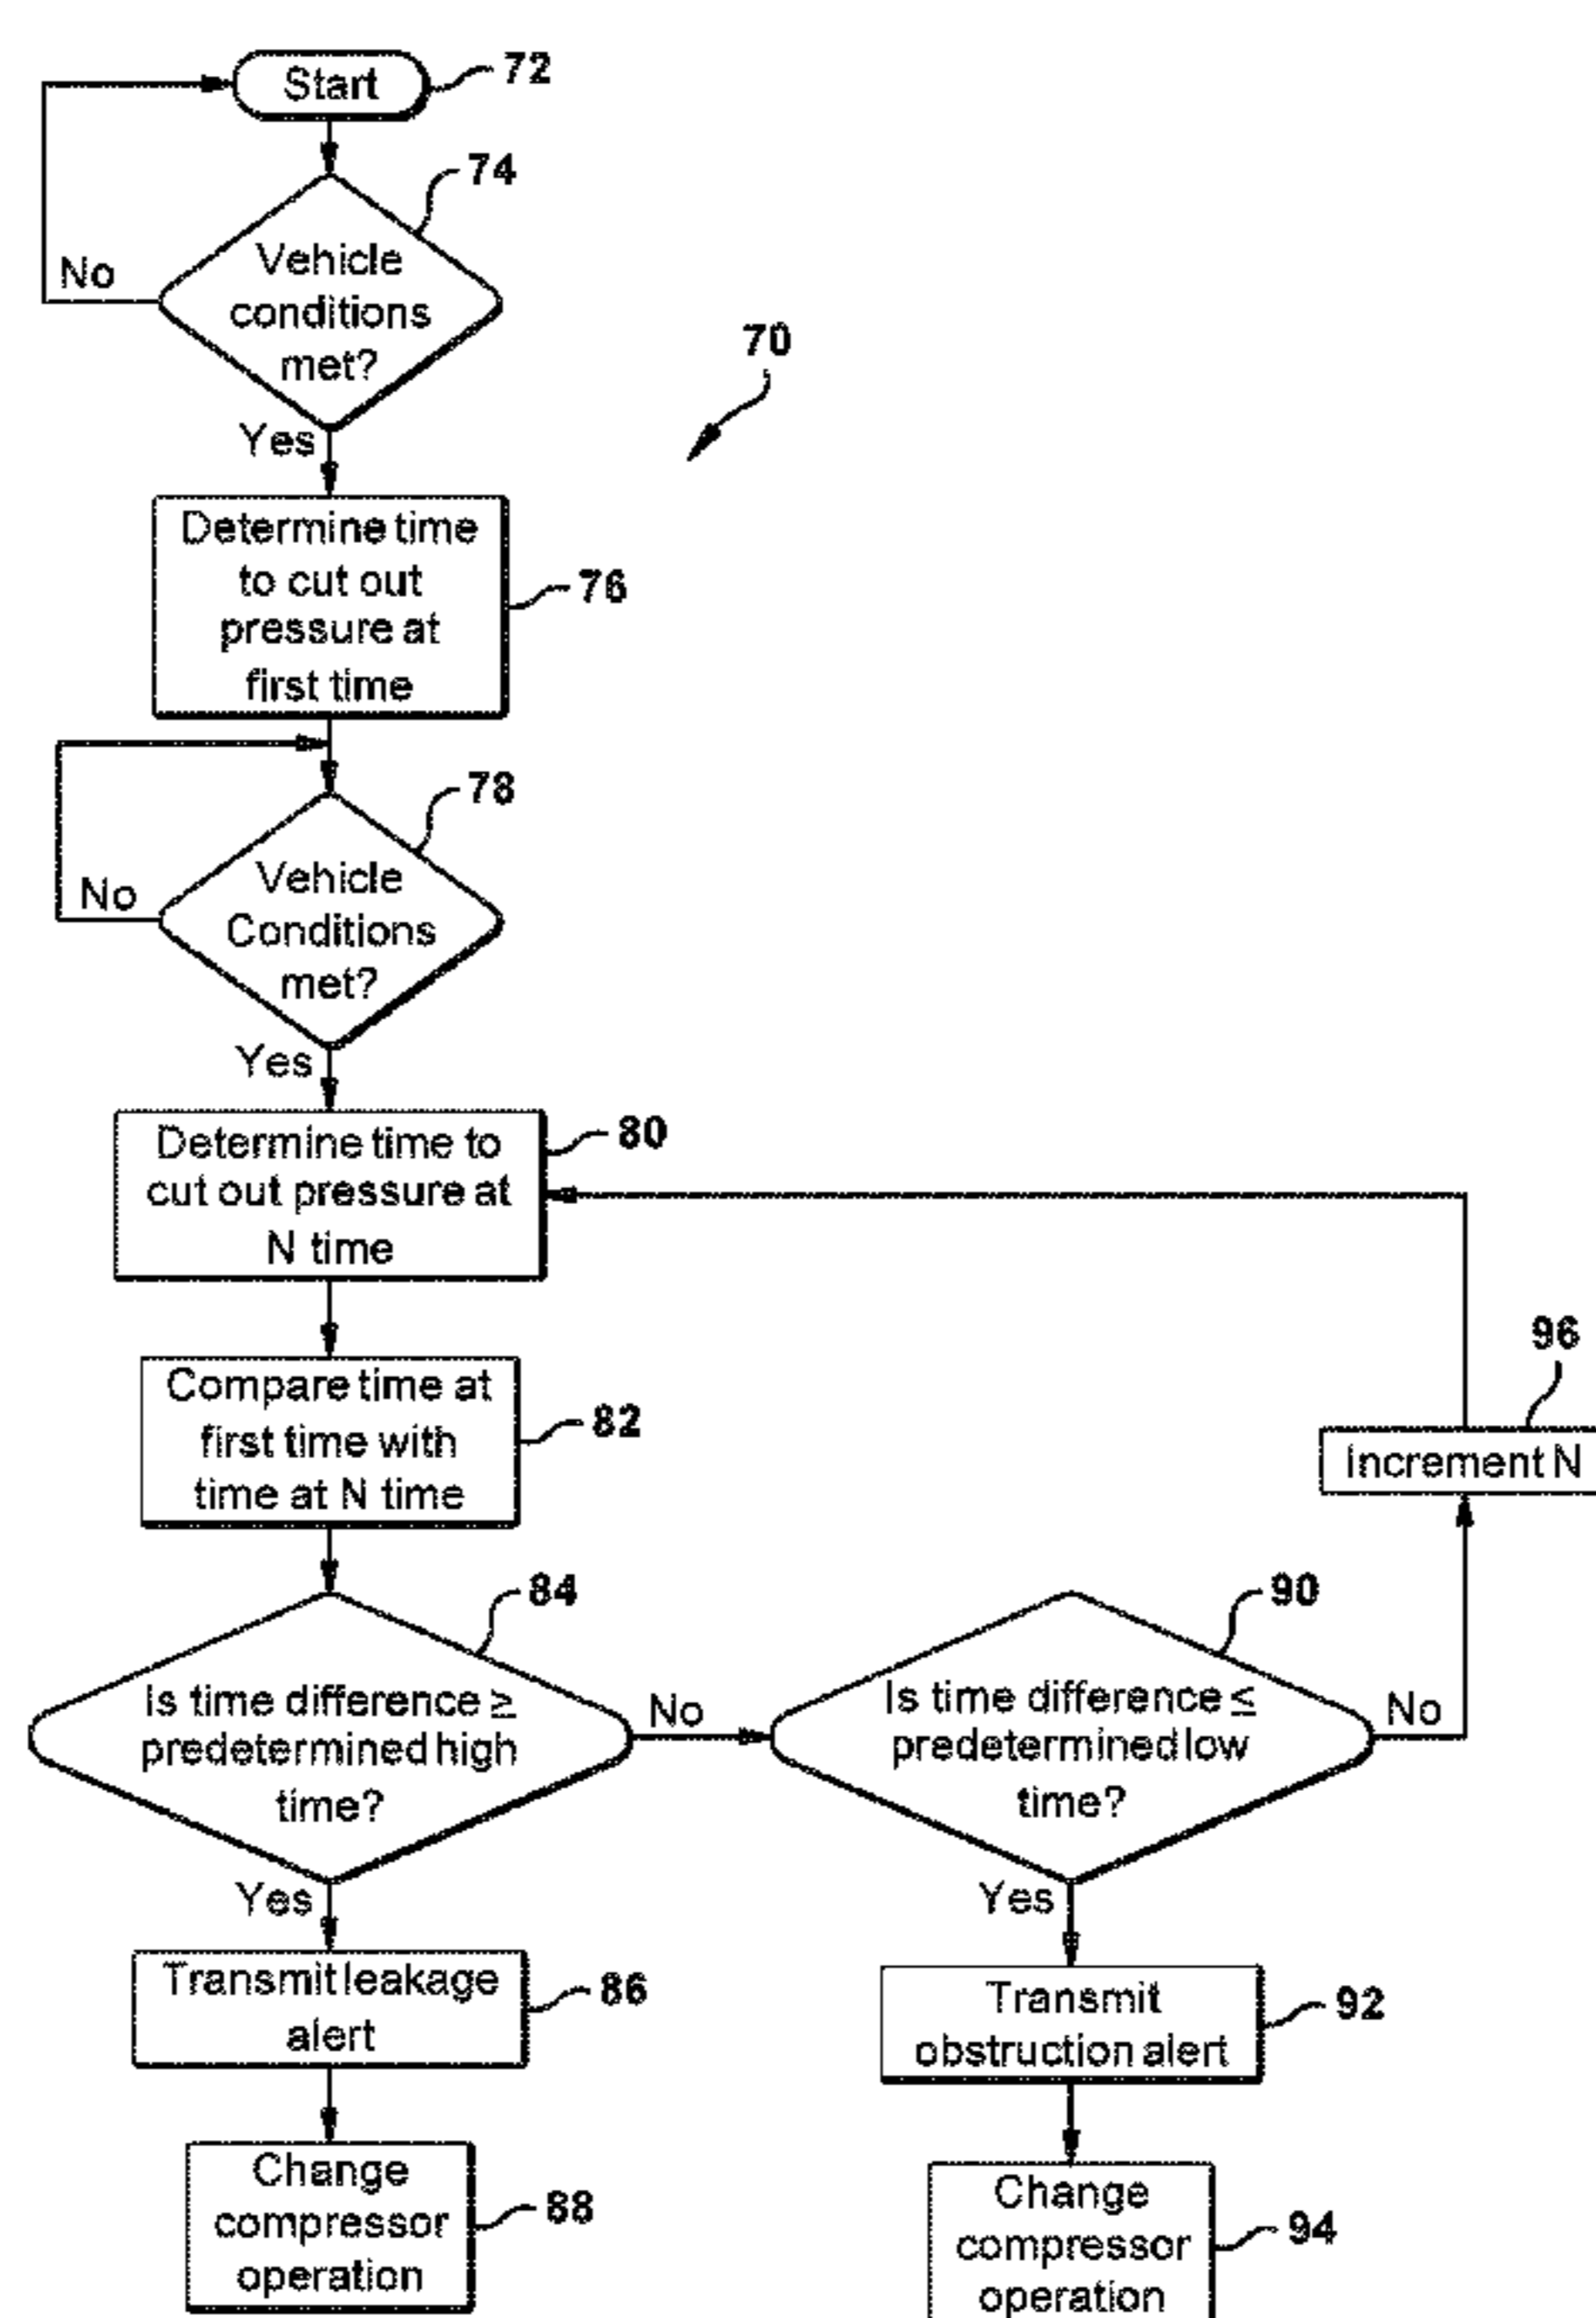 Start
72
74
Vehicle
conditions
met?
No
Yes
70
Determine time
to cut out
pressure at
first time
76
78
Vehicle
Conditions
met?
No
Yes
Determine time to
cut out pressure at
N time
80
Compare time at
first time with
time at N time
82
96
Increment N
84
Is time difference ≥
predetermined high
time?
No
Yes
90
Is time difference ≤
predetermined low
time?
No
Yes
Transmit leakage
alert
86
Transmit
obstruction alert
92
Change
compressor
operation
88
Change
compressor
operation
94